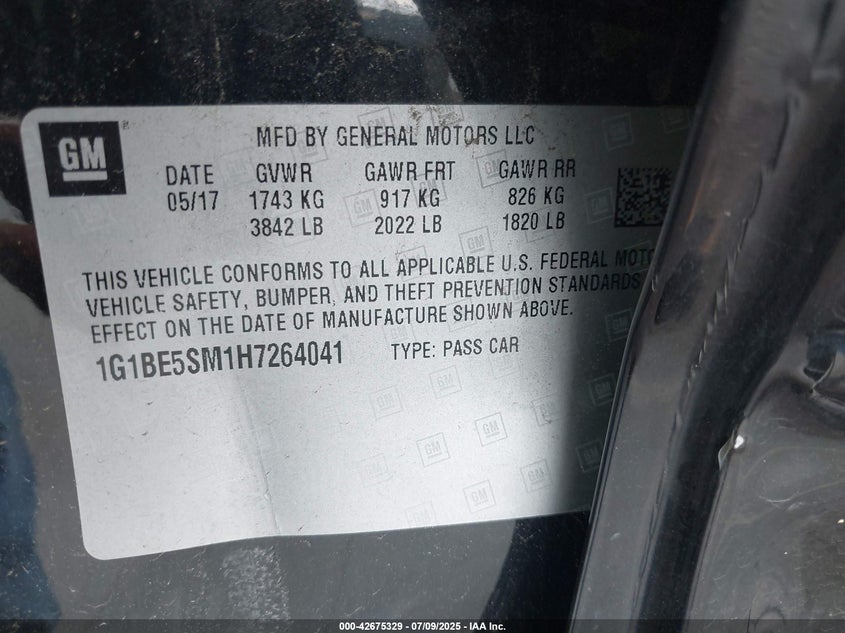 GM
MFD BY GENERAL MOTORS LLC
DATE GVWR GAWR FRT GAWR RR
05/17 1743 KG 917 KG 826 KG
3842 LB 2022 LB 1820 LB
THIS VEHICLE CONFORMS TO ALL APPLICABLE U.S. FEDERAL MOTO
VEHICLE SAFETY, BUMPER, AND THEFT PREVENTION STANDARDS
EFFECT ON THE DATE OF MANUFACTURE SHOWN ABOVE.
1G1BE5SM1H7264041 TYPE: PASS CAR
000-42675329 / 07/09/2025 - IAA Inc.